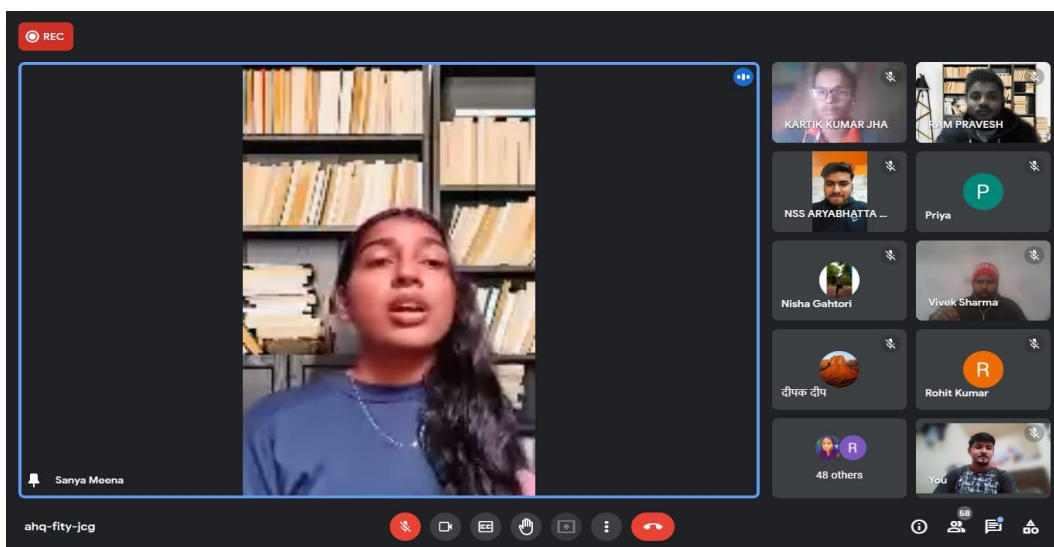 REC
Sanya Meena
KARTIK KUMAR JHA
RAM PRAVESH
NSS ARYABHATTA ...
P
Priya
Nisha Gahtori
Vivek Sharma
दीपक दीप
R
Rohit Kumar
R
48 others
You
ahq-fity-jcg
CC
58